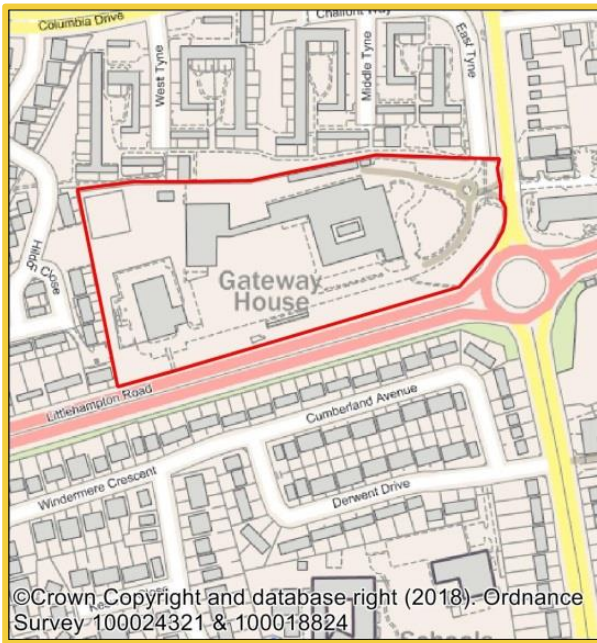 Columbia Drive
Chalfont Way
West Tyne
Middle Tyne
East Tyne
Close
Gateway
House
Littlehampton Road
Cumberland Avenue
Windermere Crescent
Derwent Drive
©Crown Copyright and database right (2018). Ordnance
Survey 100024321 & 100018824